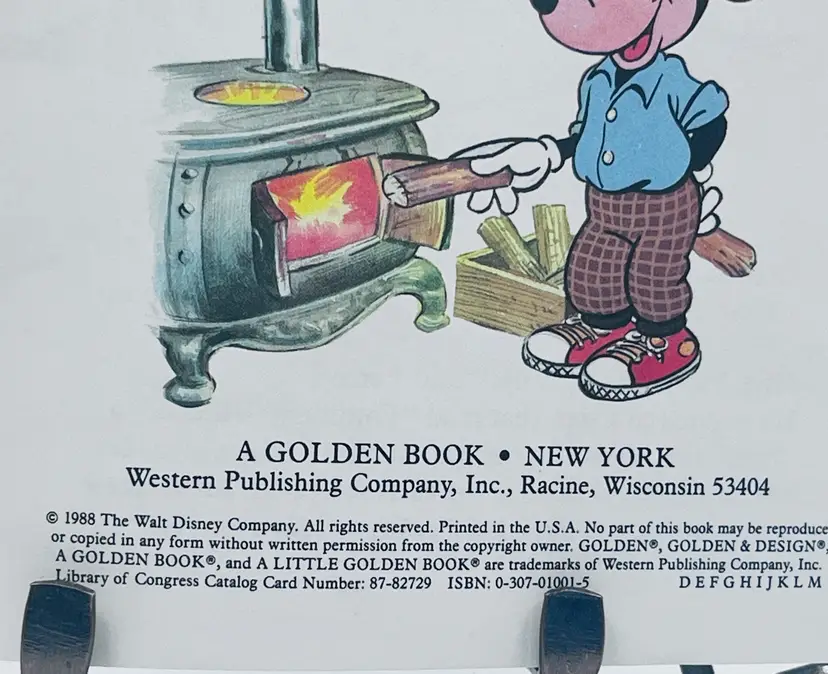 A GOLDEN BOOK • NEW YORK
Western Publishing Company, Inc., Racine, Wisconsin 53404
© 1988 The Walt Disney Company. All rights reserved. Printed in the U.S.A. No part of this book may be reproduce
or copied in any form without written permission from the copyright owner. GOLDEN®, GOLDEN & DESIGN®,
A GOLDEN BOOK®, and A LITTLE GOLDEN BOOK® are trademarks of Western Publishing Company, Inc.
Library of Congress Catalog Card Number: 87-82729 ISBN: 0-307-01001-5 D E F G H I J K L M